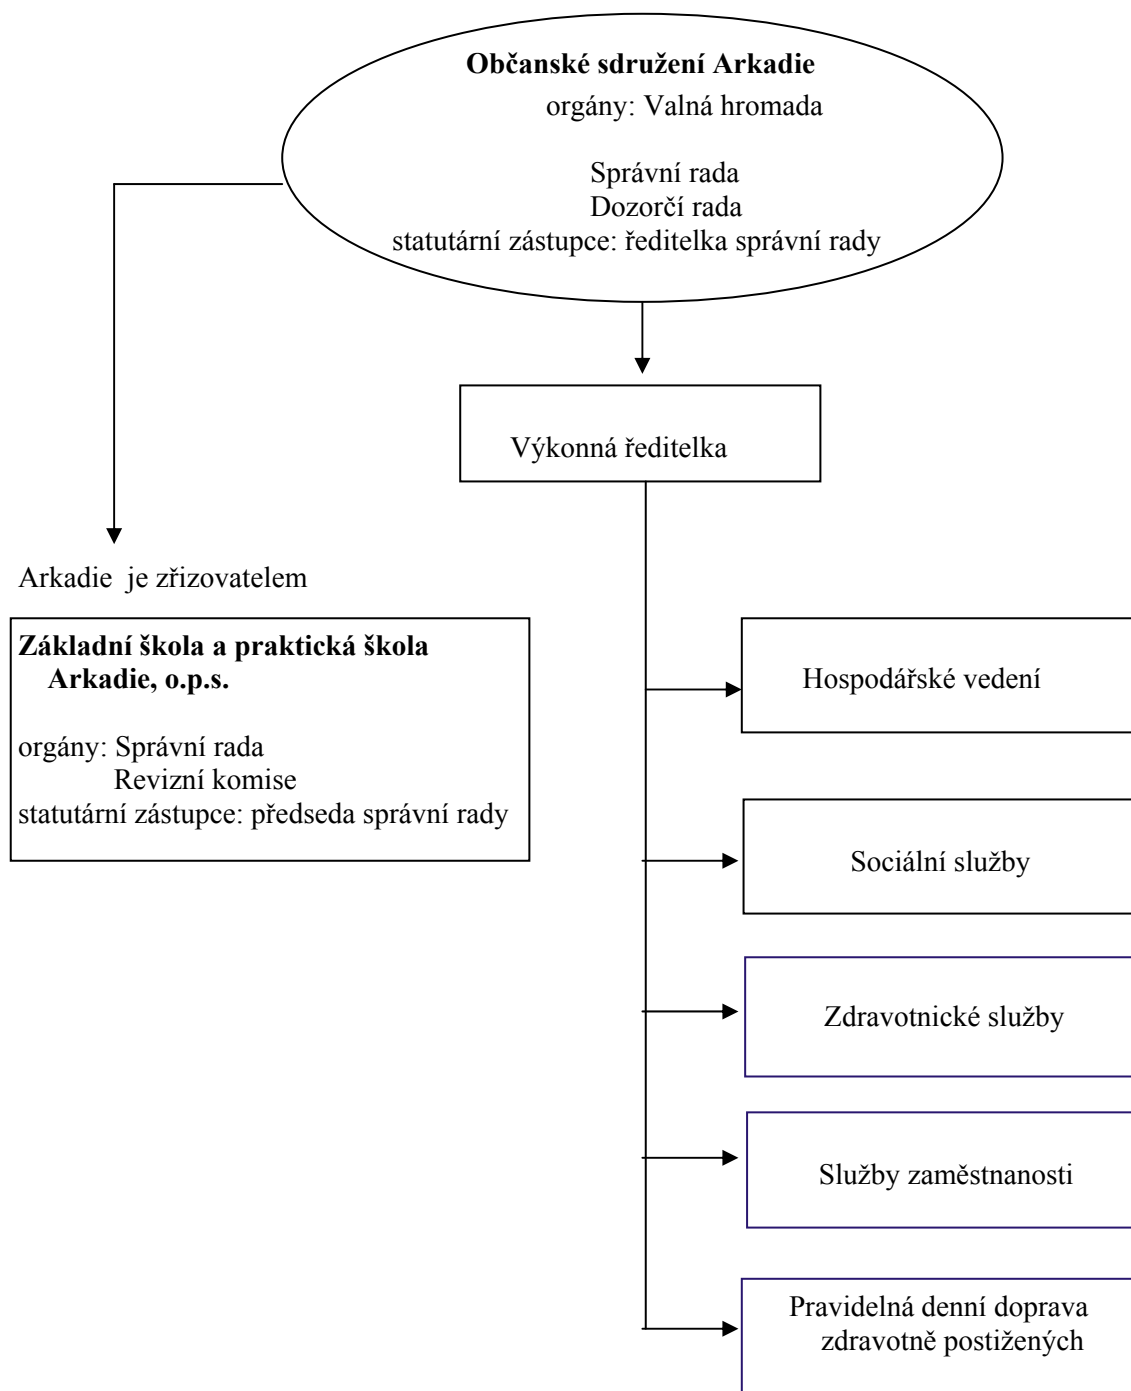 Občanské sdružení Arkadie
orgány: Valná hromada
Správní rada
Dozorčí rada
statutární zástupce: ředitelka správní rady
Výkonná ředitelka
Arkadie je zřizovatelem
Základní škola a praktická škola
Arkadie, o.p.s.
orgány: Správní rada
Revizní komise
statutární zástupce: předseda správní rady
Hospodářské vedení
Sociální služby
Zdravotnické služby
Služby zaměstnanosti
Pravidelná denní doprava
zdravotně postižených